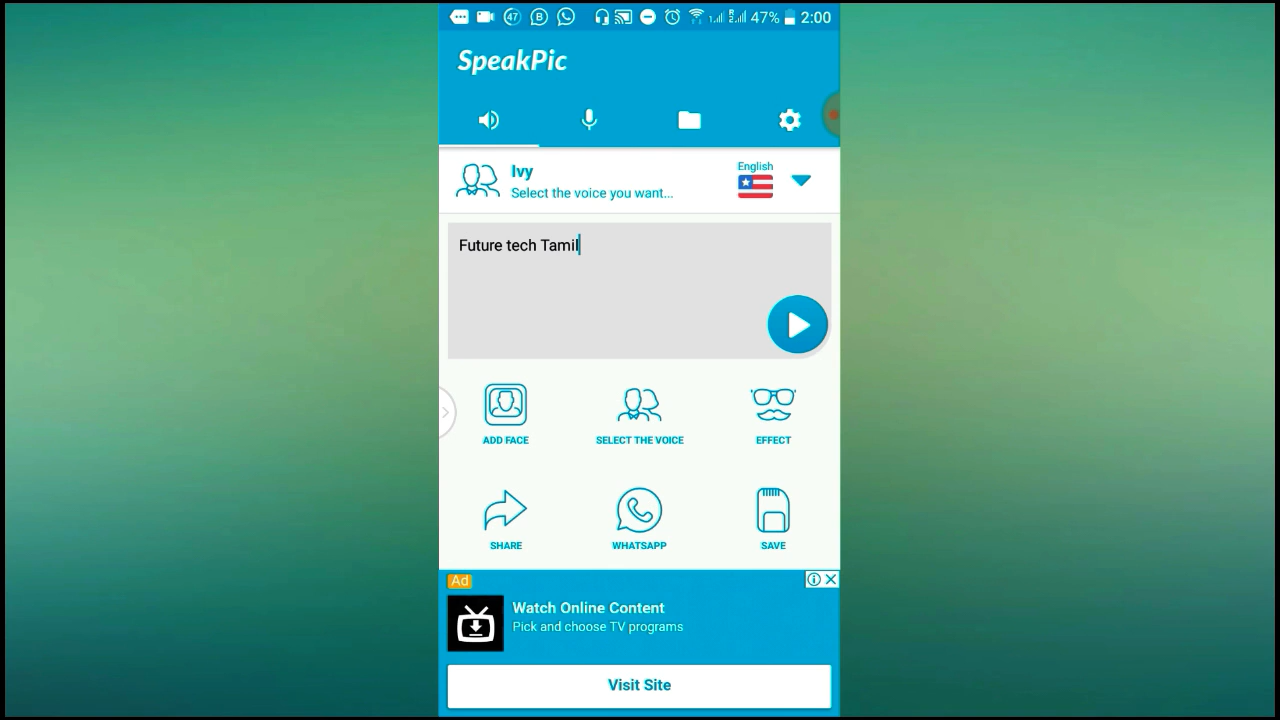 47 B 47% 2:00
SpeakPic
Ivy
Select the voice you want...
English
Future tech Tamil
ADD FACE SELECT THE VOICE EFFECT
SHARE WHATSAPP SAVE
Ad
Watch Online Content
Pick and choose TV programs
Visit Site